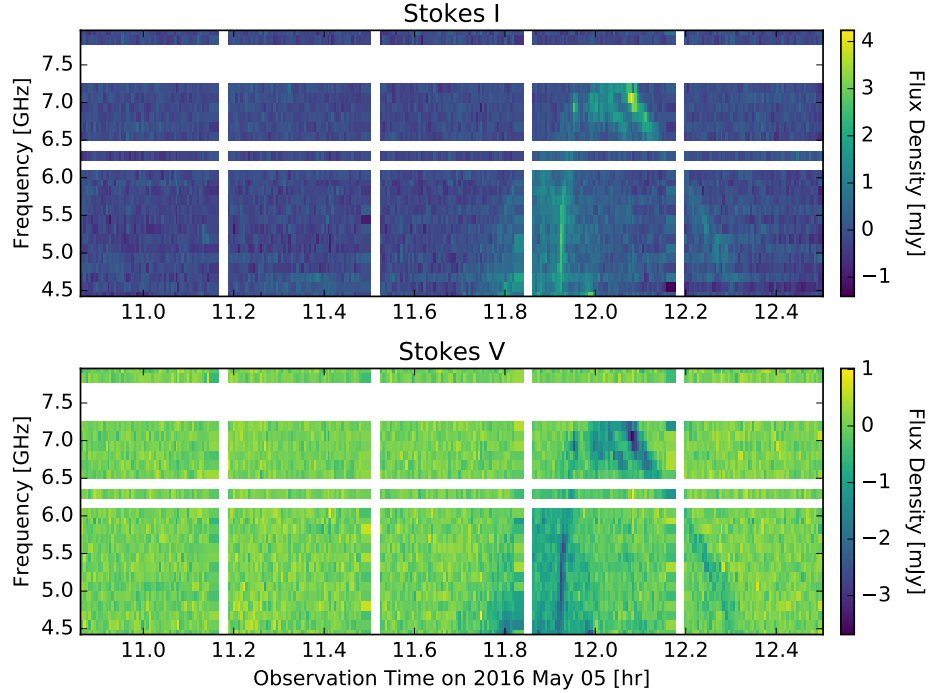 Stokes I
Frequency [GHz]
7.5
7.0
6.5
6.0
5.5
5.0
4.5
11.0 11.2 11.4 11.6 11.8 12.0 12.2 12.4
4
3
2
1
0
−1
Flux Density [mJy]
Stokes V
Frequency [GHz]
7.5
7.0
6.5
6.0
5.5
5.0
4.5
11.0 11.2 11.4 11.6 11.8 12.0 12.2 12.4
Observation Time on 2016 May 05 [hr]
1
0
−1
−2
−3
Flux Density [mJy]